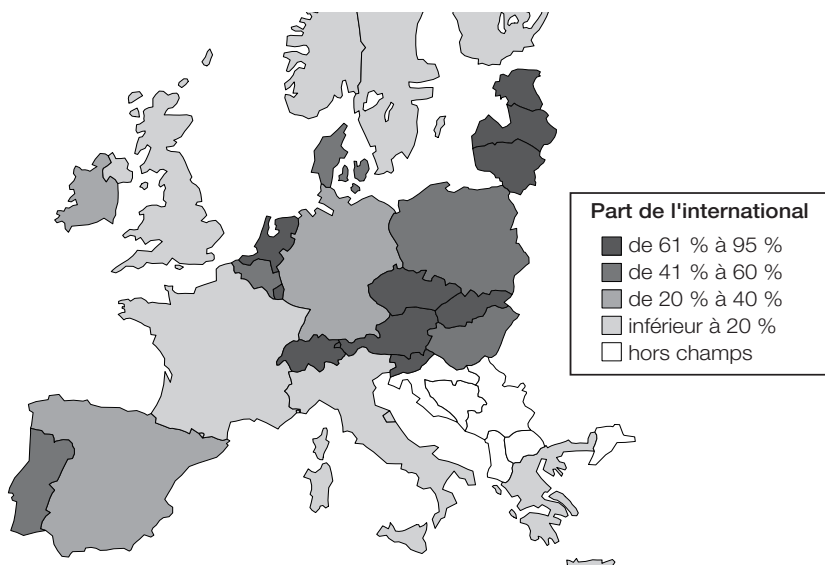 Part de l'international
de 61 % à 95 %
de 41 % à 60 %
de 20 % à 40 %
inférieur à 20 %
hors champs